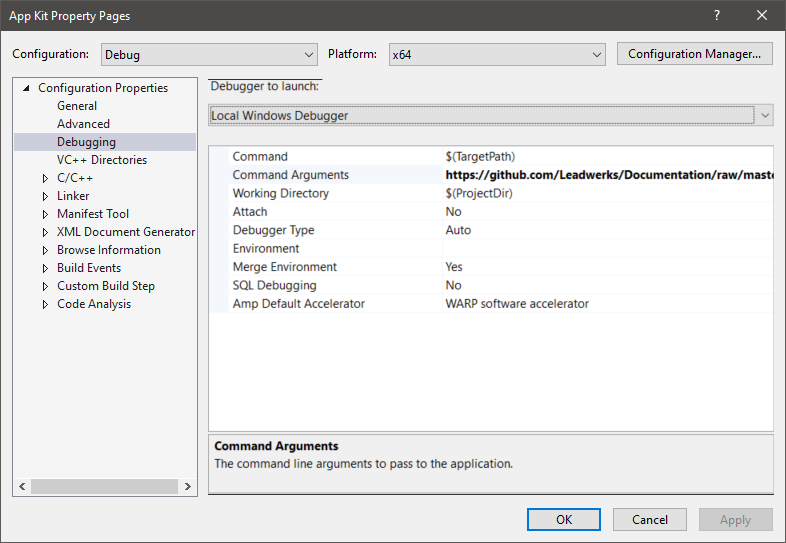 App Kit Property Pages
Configuration: Debug Platform: x64 Configuration Manager...
Configuration Properties
General
Advanced
Debugging
VC++ Directories
C/C++
Linker
Manifest Tool
XML Document Generator
Browse Information
Build Events
Custom Build Step
Code Analysis
Debugger to launch:
Local Windows Debugger
Command $(TargetPath)
Command Arguments https://github.com/Leadwerks/Documentation/raw/maste
Working Directory $(ProjectDir)
Attach No
Debugger Type Auto
Environment
Merge Environment Yes
SQL Debugging No
Amp Default Accelerator WARP software accelerator
Command Arguments
The command line arguments to pass to the application.
OK Cancel Apply